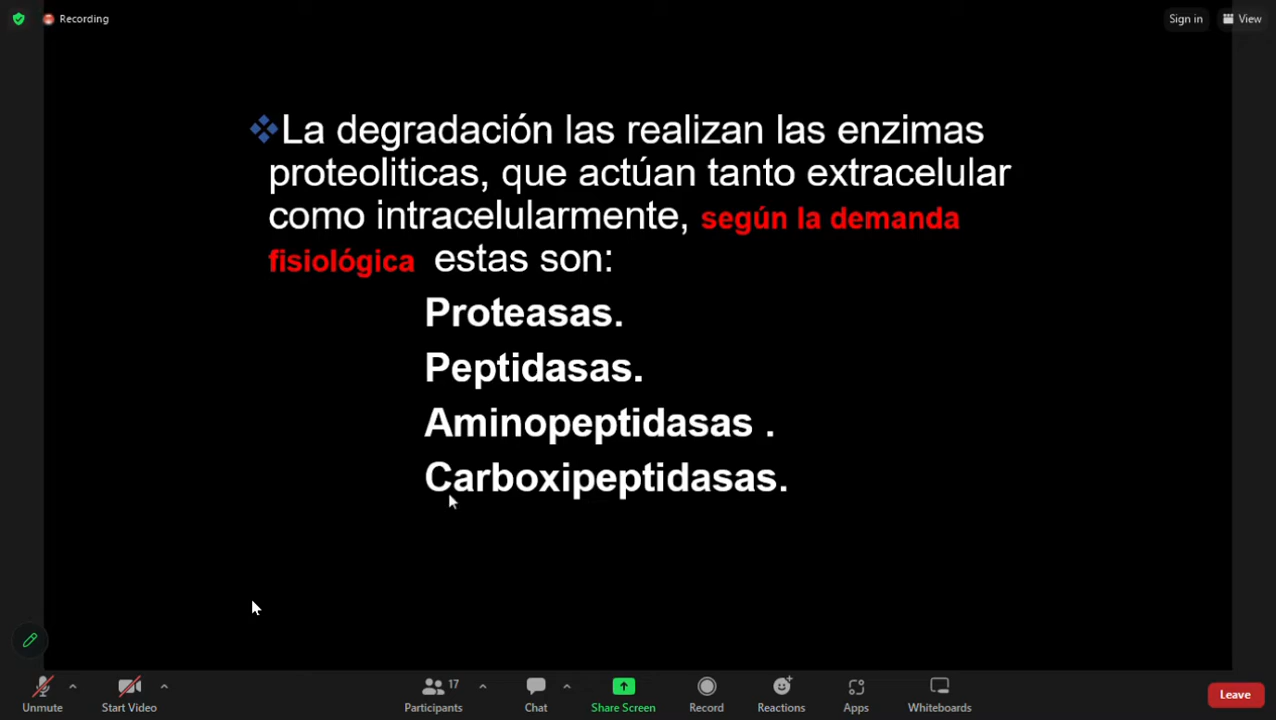 Recording
Sign in
View
La degradación las realizan las enzimas
proteoliticas, que actúan tanto extracelular
como intracelularmente, según la demanda
fisiológica estas son:
Proteasas.
Peptidasas.
Aminopeptidasas .
Carboxipeptidasas.
Unmute
Start Video
17
Participants
Chat
Share Screen
Record
Reactions
Apps
Whiteboards
Leave